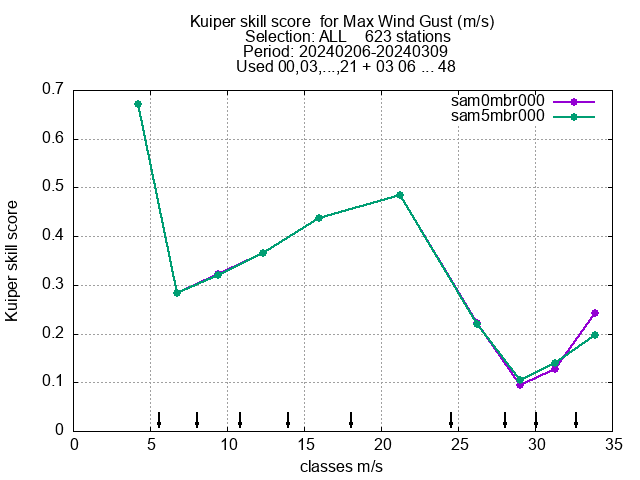 Kuiper skill score  for Max Wind Gust (m/s)
Selection: ALL    623 stations
Period: 20240206-20240309
Used 00,03,...,21 + 03 06 ... 48
sam0mbr000
sam5mbr000
Kuiper skill score
0.7
0.6
0.5
0.4
0.3
0.2
0.1
0
0 5 10 15 20 25 30 35
classes m/s